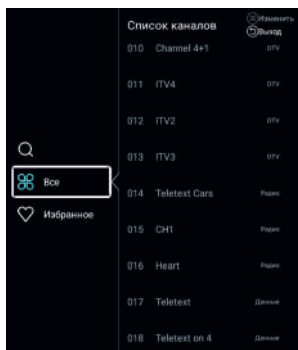 Список каналов
Изменить
Выход
010 Channel 4+1 DTV
011 ITV4 DTV
012 ITV2 DTV
013 ITV3 DTV
Все
014 Teletext Cars Радио
Избранное
015 CH1 Радио
016 Heart Радио
017 Teletext Данные
018 Teletext on 4 Данные